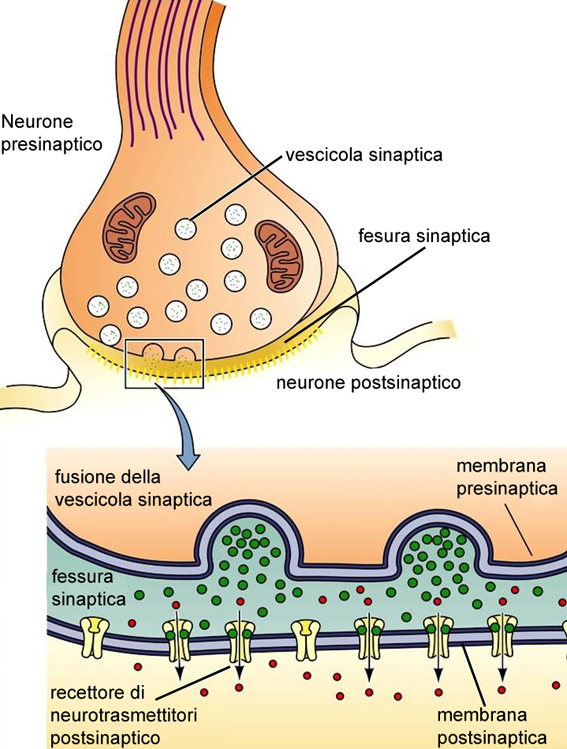 Neurone
presinaptico
vescicola sinaptica
fesura sinaptica
neurone postsinaptico
fusione della
vescicola sinaptica
membrana
presinaptica
fessura
sinaptica
recettore di
neurotrasmettitori
postsinaptico
membrana
postsinaptica